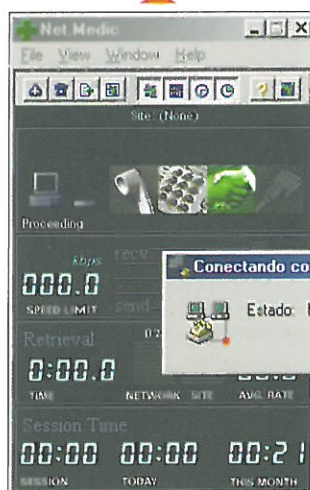 Net.Medic
File View Window Help
Site: (None)
Proceeding
kbps
recv
000.0
SPEED LIMIT
send
Conectando co
Estado:
Retrieval
0:00.0
TIME
NETWORK SITE
AVG. RATE
Session Time
00:00 00:00 00:21
SESSION TODAY THIS MONTH